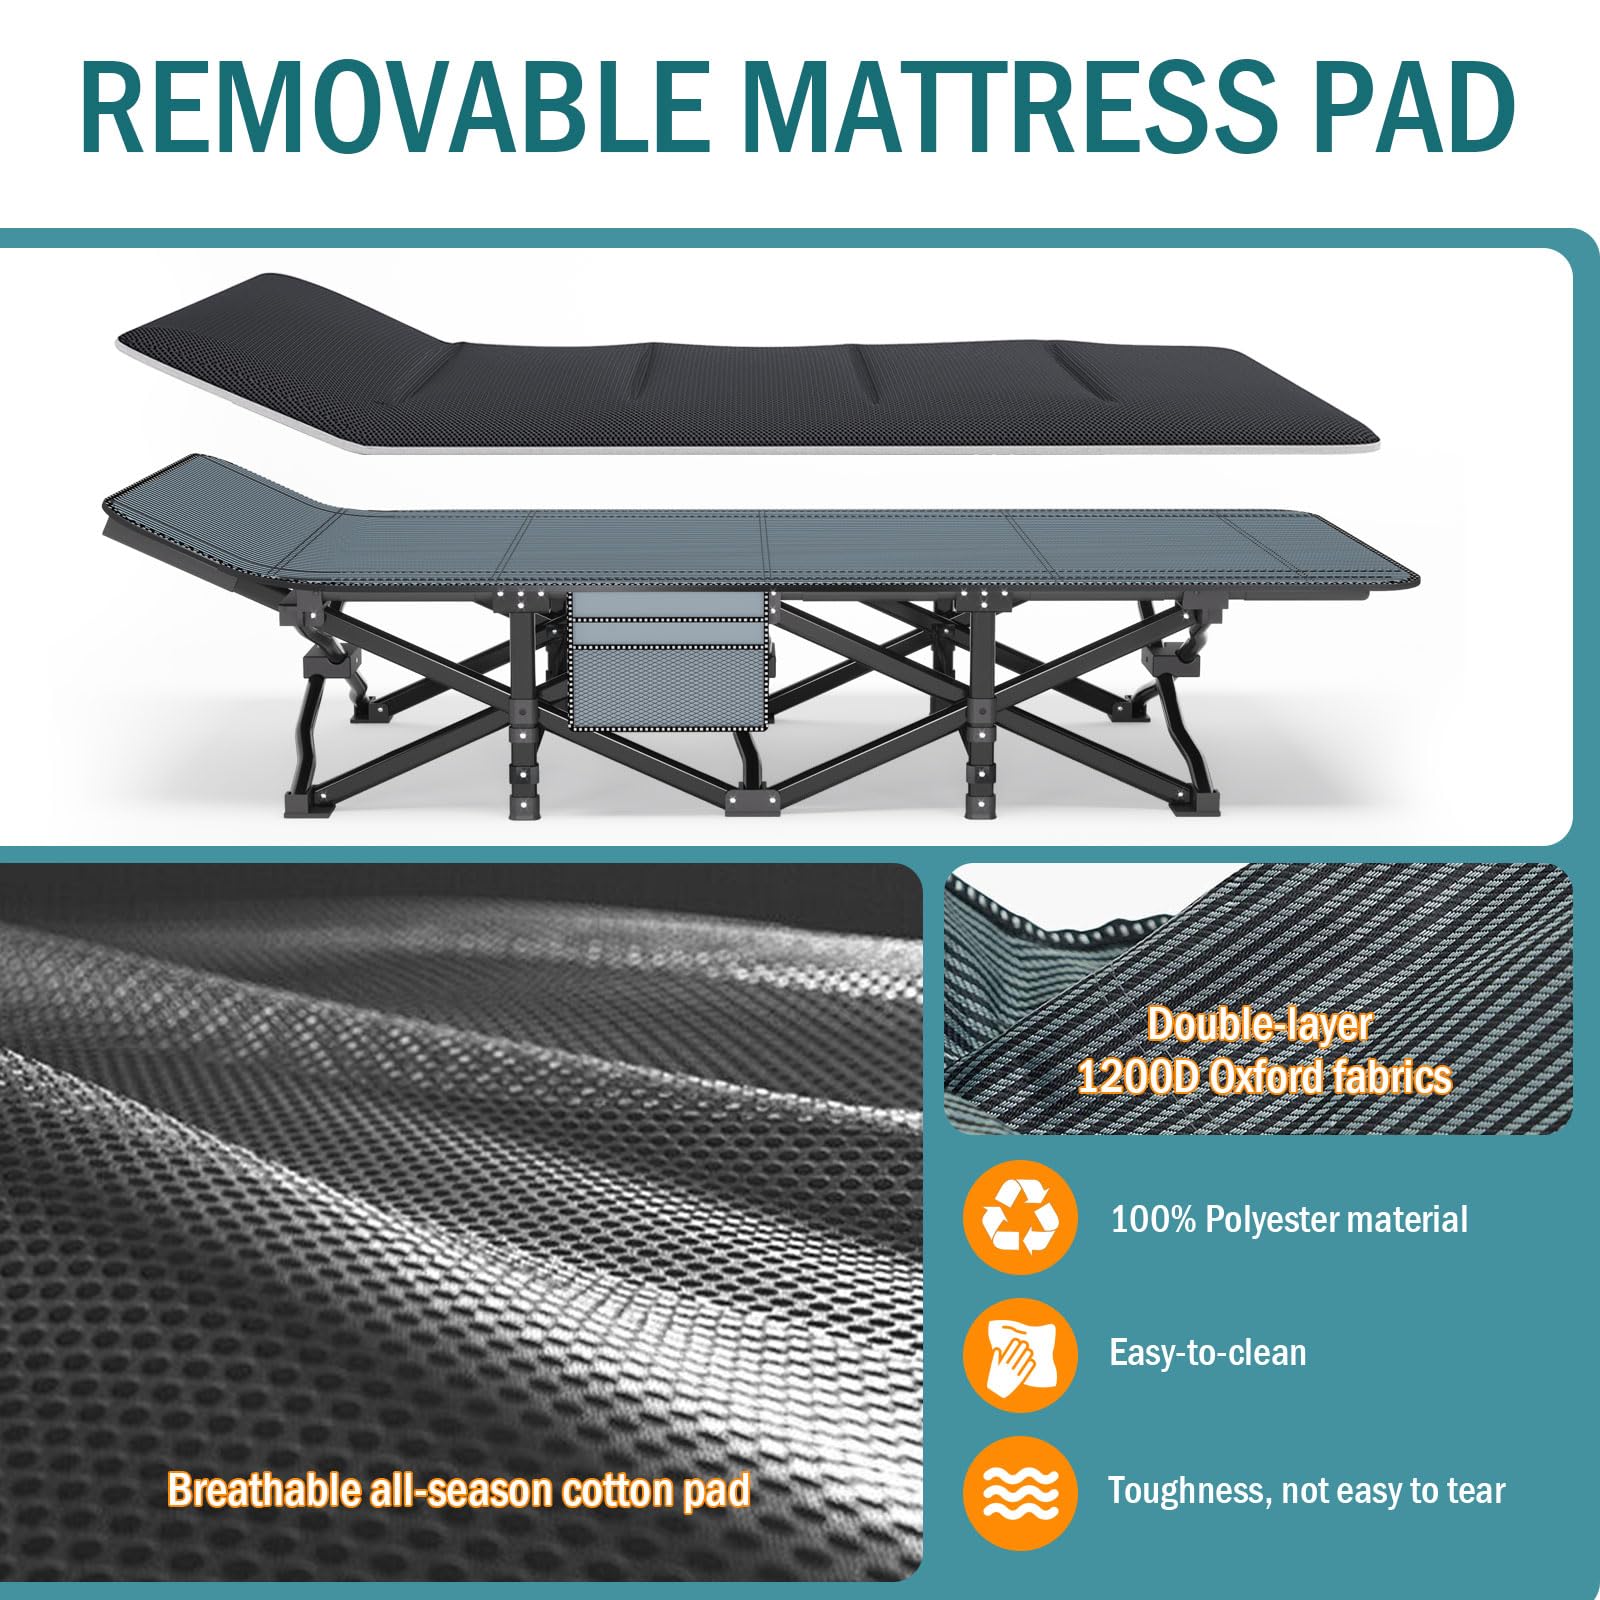 REMOVABLE MATTRESS PAD
Double-layer
1200D Oxford fabrics
100% Polyester material
Easy-to-clean
Toughness, not easy to tear
Breathable all-season cotton pad